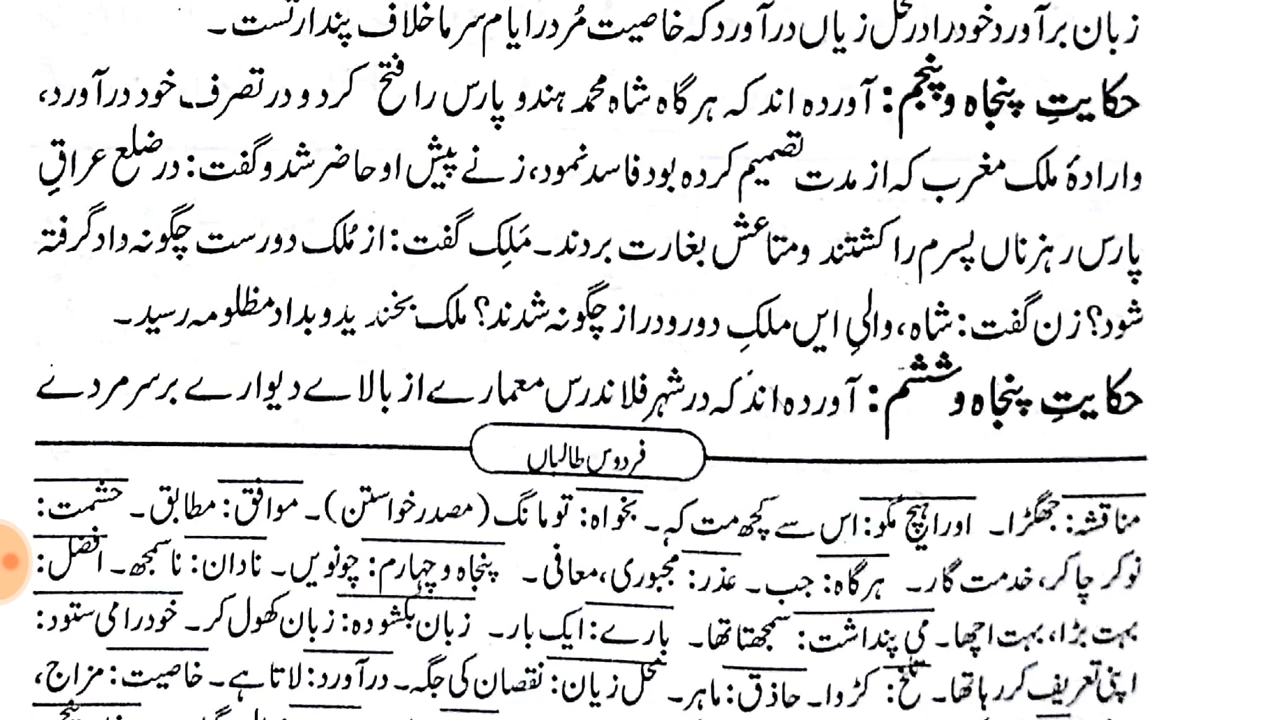 زبان برآورد خود را در محل زیاں درآورد کہ خاصیت مُر در ایام سرما خلاف پندارتست۔
حکایتِ پنجاہ و پنجم: آوردہ اند کہ ہر گاہ شاہ محمد ہندو پارس را فتح کرد و در تصرف خود درآورد،
وارادۂ ملک مغرب کہ از مدت تصمیم کردہ بود فاسد نمود، زنے پیش او حاضر شد و گفت: در ضلع عراقِ
پارس رہزناں پسرم را کشتند و متاعش بغارت بردند۔ مَلِک گفت: از مُلک دورست چگونہ داد گرفتہ
شود؟ زن گفت: شاہ، والیِ ایں ملکِ دور و دراز چگونہ شدند؟ ملک بخندید و بداد مظلومہ رسید۔
حکایتِ پنجاہ و ششم: آوردہ اند کہ در شہر فلاندرس معمارے از بالاے دیوارے بر سر مردے
فردوس طالباں
مناقشہ: جھگڑا۔ اورا ہیچ مگو: اس سے کچھ مت کہہ۔ بخواہ: تو مانگ (مصدر خواستن)۔ موافق: مطابق۔ حشمت:
نوکر چاکر، خدمت گار۔ ہرگاہ: جب۔ عذر: مجبوری، معافی۔ پنجاہ و چہارم: چونویں۔ نادان: ناسمجھ۔ افضل:
بہت بڑا، بہت اچھا۔ می پنداشت: سمجھتا تھا۔ بارے: ایک بار۔ زبان بکشودہ: زبان کھول کر۔ خود را می ستود:
اپنی تعریف کر رہا تھا۔ تلخ: کڑوا۔ حاذق: ماہر۔ محل زیان: نقصان کی جگہ۔ درآورد: لاتا ہے۔ خاصیت: مزاج،